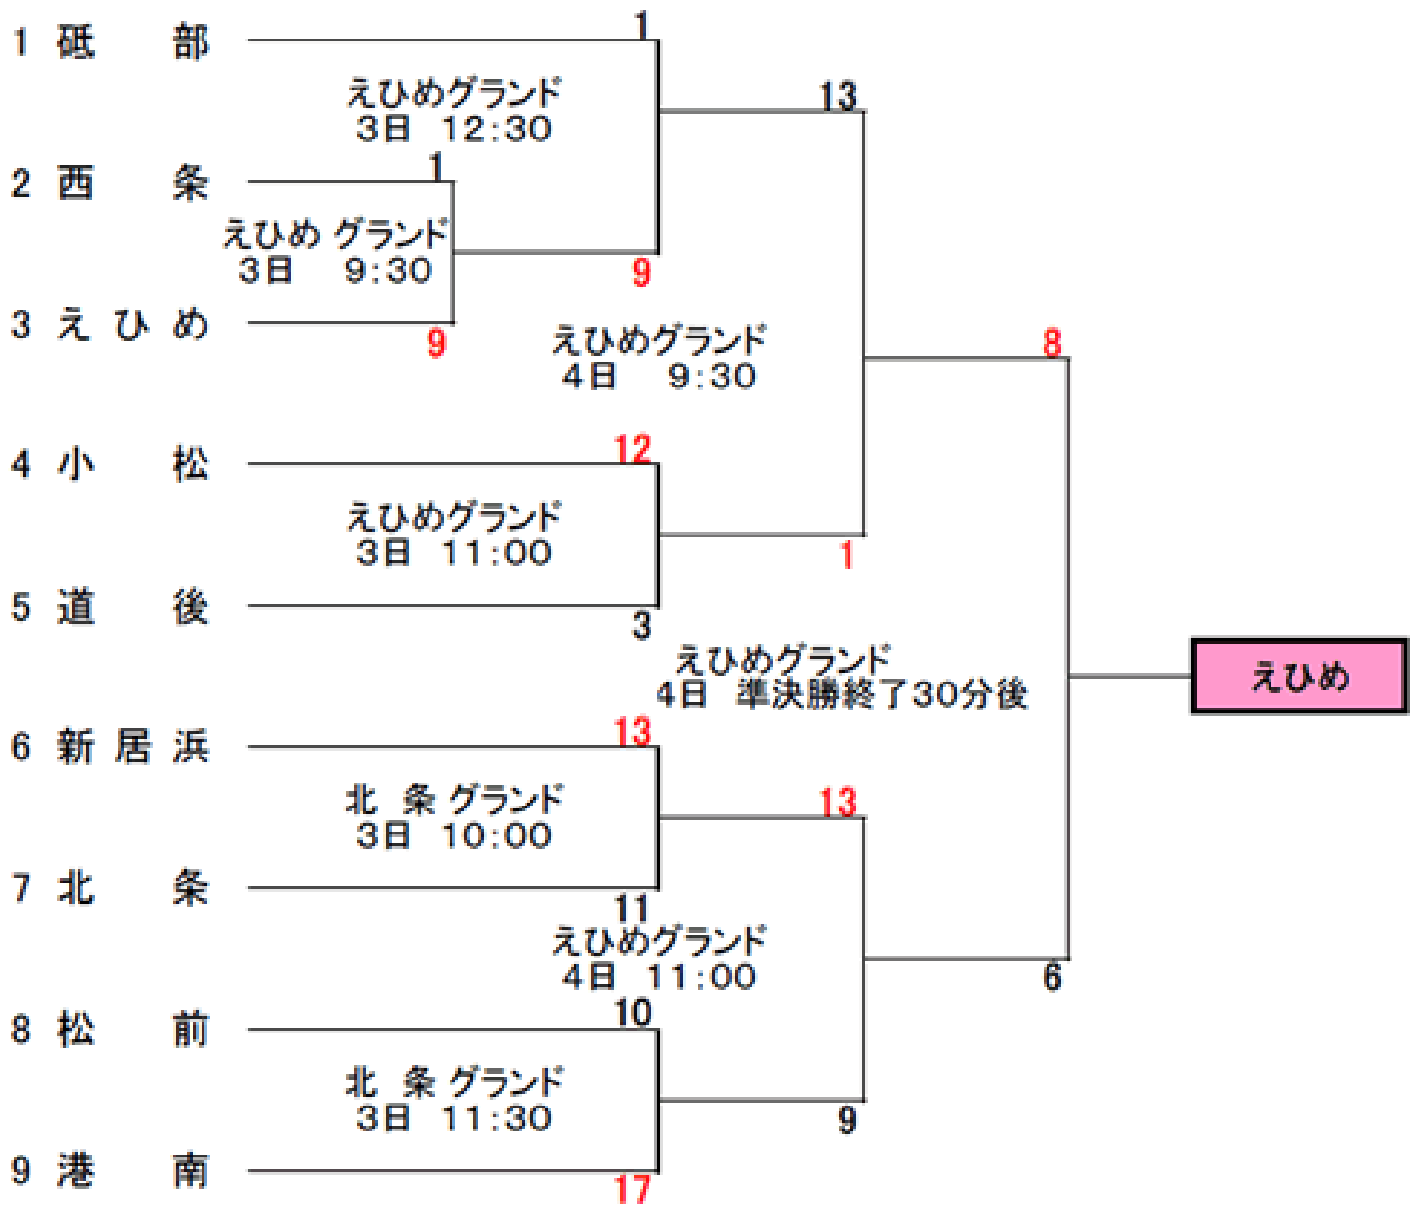 1 砥部
1
えひめグランド
3日 12:30
13
2 西条
1
えひめ グランド
3日 9:30
9
3 えひめ
9
えひめグランド
4日 9:30
8
4 小松
12
えひめグランド
3日 11:00
1
5 道後
3
えひめグランド
4日 準決勝終了30分後
えひめ
6 新居浜
13
北 条 グランド
3日 10:00
13
7 北条
11
えひめグランド
4日 11:00
6
8 松前
10
北 条 グランド
3日 11:30
9
9 港南
17